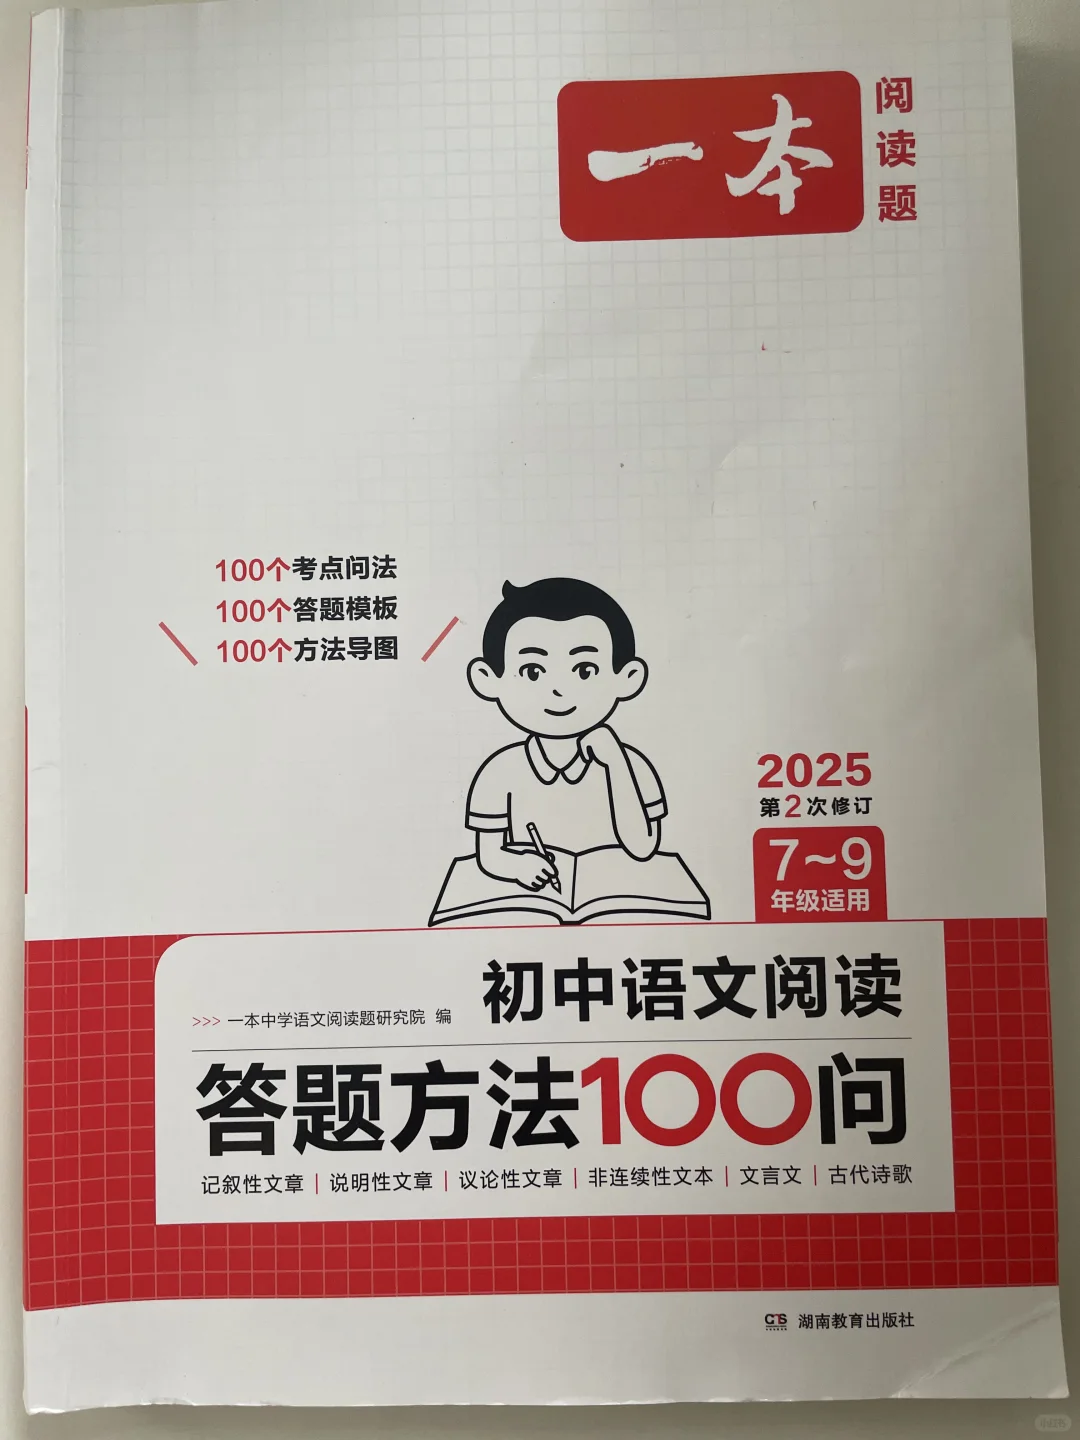 一本
阅读题
100个考点问法
100个答题模板
100个方法导图
2025
第2次修订
7~9
年级适用
初中语文阅读
>>> 一本中学语文阅读题研究院 编
答题方法100问
记叙性文章 | 说明性文章 | 议论性文章 | 非连续性文本 | 文言文 | 古代诗歌
湖南教育出版社